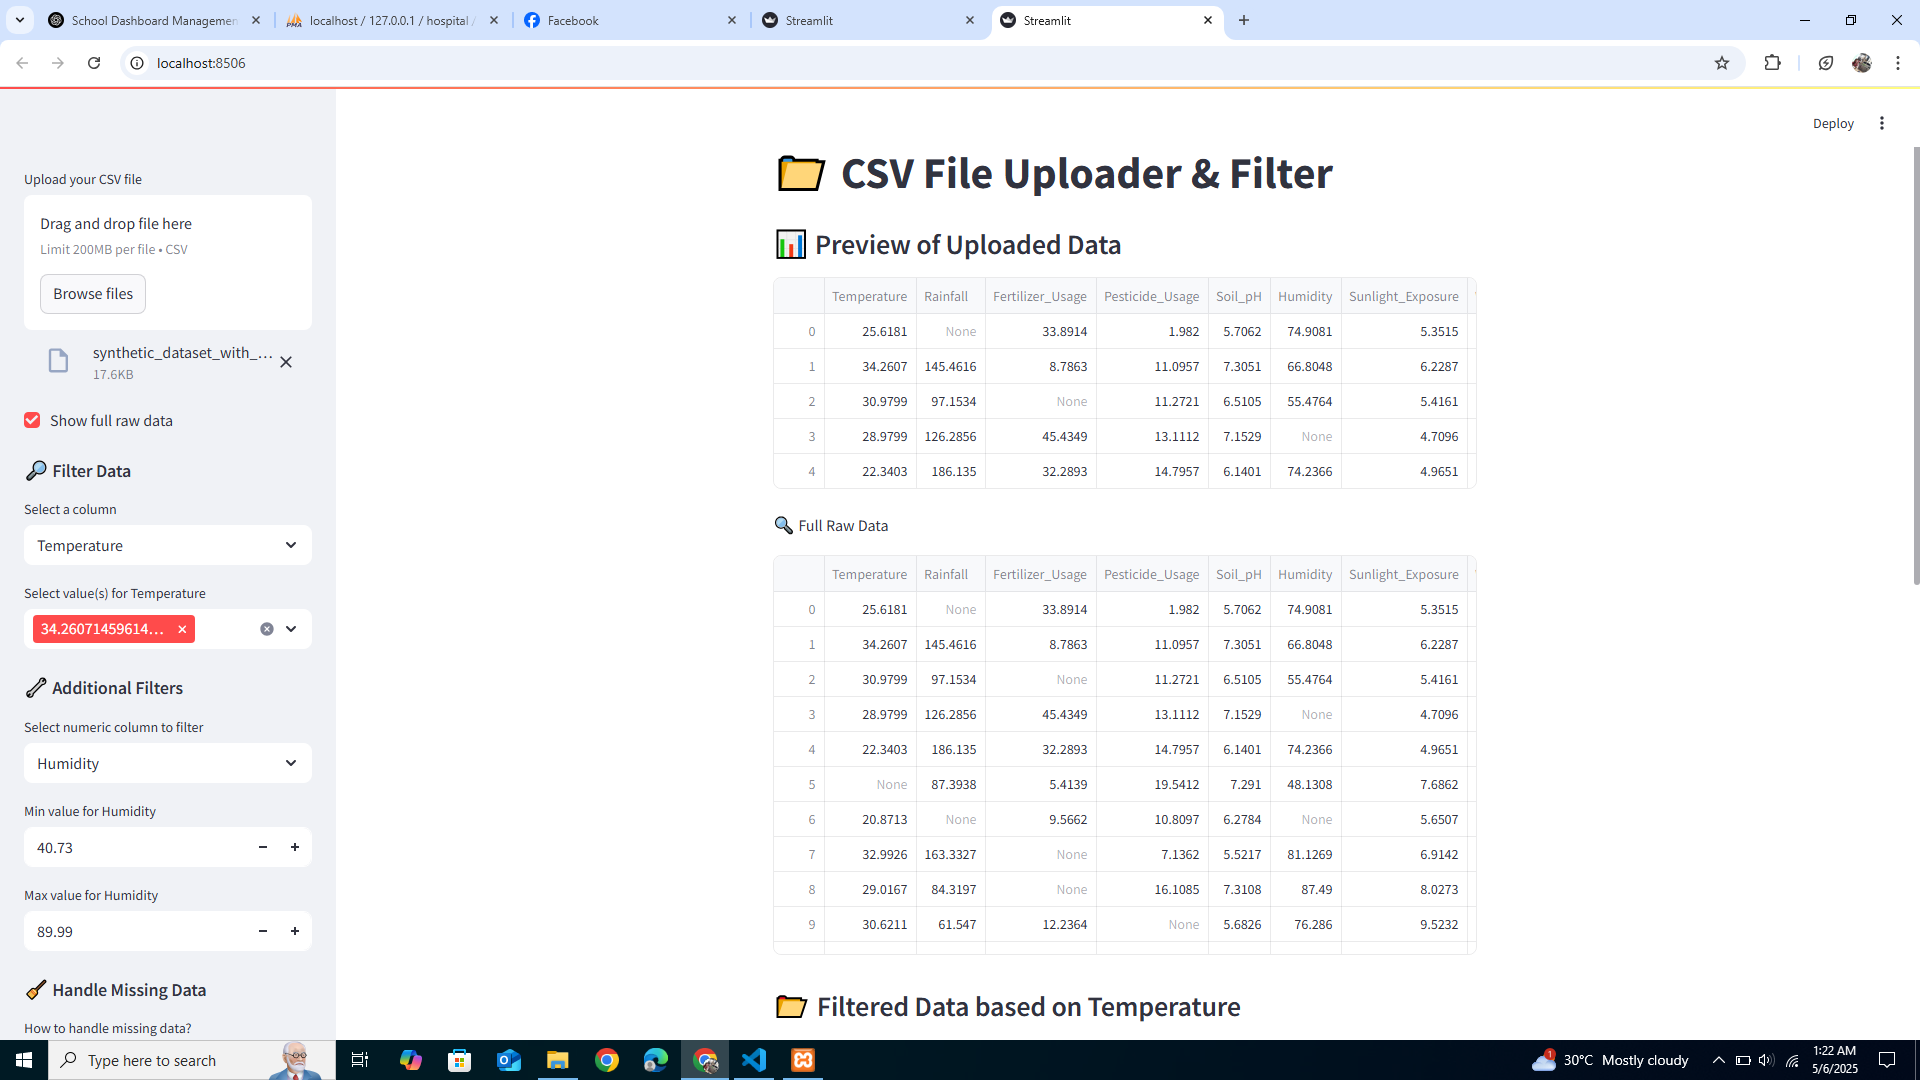 School Dashboard Managemen
localhost / 127.0.0.1 / hospital /
Facebook
Streamlit
Streamlit
localhost:8506
Deploy
Upload your CSV file
Drag and drop file here
Limit 200MB per file • CSV
Browse files
synthetic_dataset_with_...
17.6KB
Show full raw data
Filter Data
Select a column
Temperature
Select value(s) for Temperature
34.26071459614...
Additional Filters
Select numeric column to filter
Humidity
Min value for Humidity
40.73
Max value for Humidity
89.99
Handle Missing Data
How to handle missing data?
CSV File Uploader & Filter
Preview of Uploaded Data
Temperature Rainfall Fertilizer_Usage Pesticide_Usage Soil_pH Humidity Sunlight_Exposure
0 25.6181 None 33.8914 1.982 5.7062 74.9081 5.3515
1 34.2607 145.4616 8.7863 11.0957 7.3051 66.8048 6.2287
2 30.9799 97.1534 None 11.2721 6.5105 55.4764 5.4161
3 28.9799 126.2856 45.4349 13.1112 7.1529 None 4.7096
4 22.3403 186.135 32.2893 14.7957 6.1401 74.2366 4.9651
Full Raw Data
Temperature Rainfall Fertilizer_Usage Pesticide_Usage Soil_pH Humidity Sunlight_Exposure
0 25.6181 None 33.8914 1.982 5.7062 74.9081 5.3515
1 34.2607 145.4616 8.7863 11.0957 7.3051 66.8048 6.2287
2 30.9799 97.1534 None 11.2721 6.5105 55.4764 5.4161
3 28.9799 126.2856 45.4349 13.1112 7.1529 None 4.7096
4 22.3403 186.135 32.2893 14.7957 6.1401 74.2366 4.9651
5 None 87.3938 5.4139 19.5412 7.291 48.1308 7.6862
6 20.8713 None 9.5662 10.8097 6.2784 None 5.6507
7 32.9926 163.3327 None 7.1362 5.5217 81.1269 6.9142
8 29.0167 84.3197 None 16.1085 7.3108 87.49 8.0273
9 30.6211 61.547 12.2364 None 5.6826 76.286 9.5232
Filtered Data based on Temperature
Type here to search
1
30°C Mostly cloudy
1:22 AM
5/6/2025